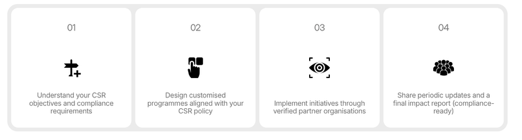 01
Understand your CSR
objectives and compliance
requirements
02
Design customised
programmes aligned with your
CSR policy
03
Implement initiatives through
verified partner organisations
04
Share periodic updates and a
final impact report (compliance-
ready)